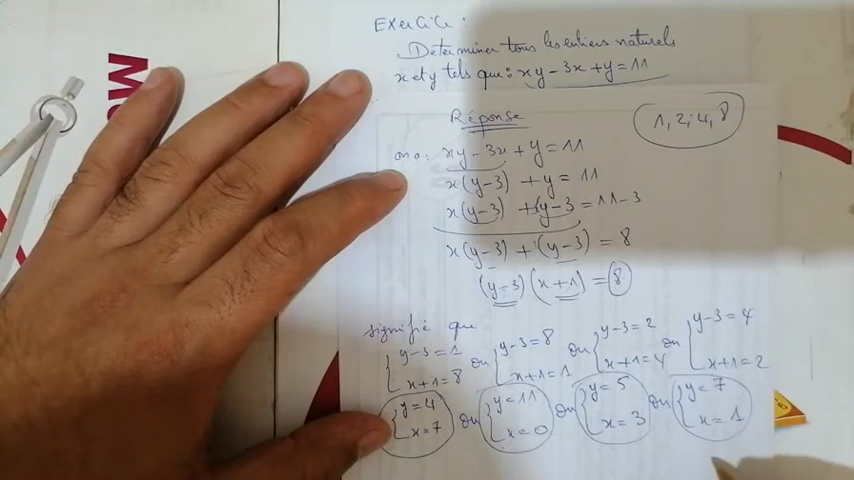 Exercice:
Déterminer tous les entiers naturels
x et y tels que: xy - 3x + y = 11
Réponse
1, 2; 4, 8
on a: xy - 3x + y = 11
x(y-3) + y = 11
x(y-3) + (y-3 = 11-3
x(y-3) + (y-3) = 8
(y-3)(x+1) = 8
signifie que
{ y-3=1 ou { y-3=8 ou { y-3=2 ou { y-3=4
x+1=8 x+1=1 x+1=4 x+1=2
{ y=4 ou { y=11 ou { y=5 ou { y=7
x=7 x=0 x=3 x=1